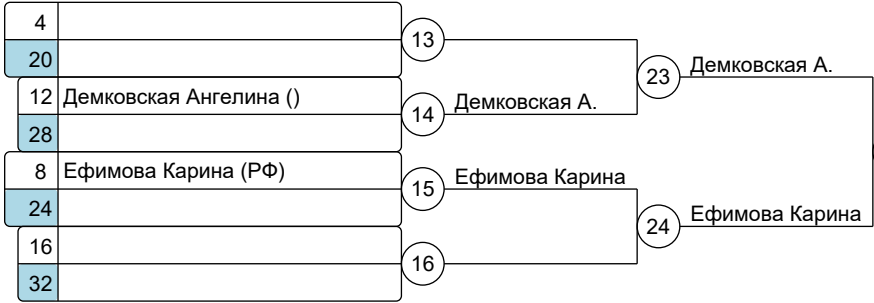 4
13
20
23 Демковская А.
12 Демковская Ангелина ()
14 Демковская А.
28
8 Ефимова Карина (РФ)
15 Ефимова Карина
24
24 Ефимова Карина
16
16
32